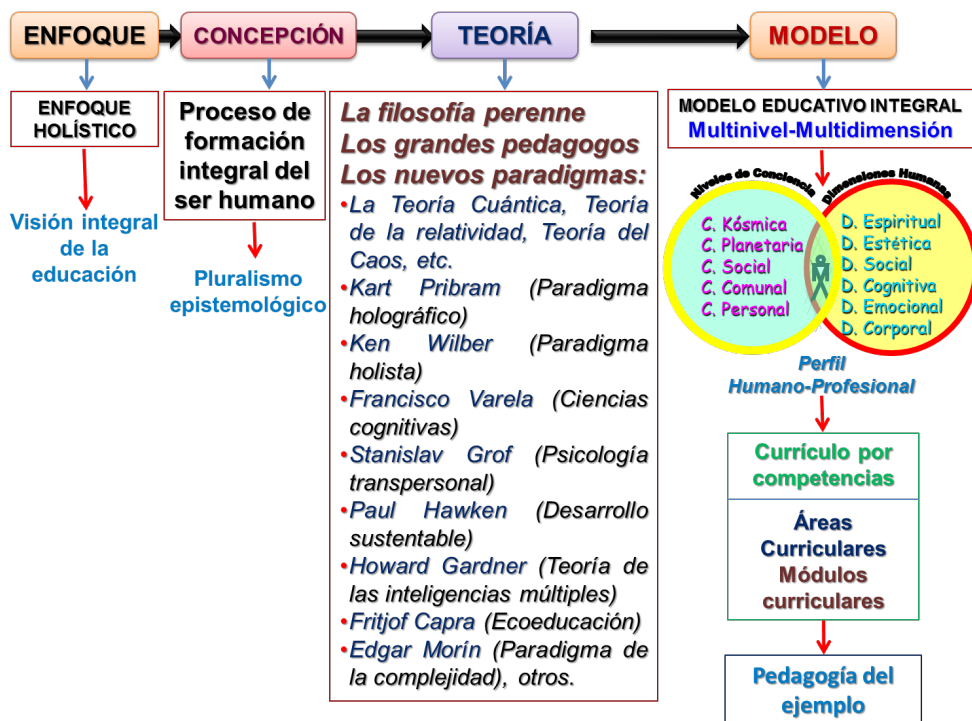 ENFOQUE
CONCEPCIÓN
TEORÍA
MODELO
ENFOQUE
HOLÍSTICO
Visión integral
de la
educación
Proceso de
formación
integral del
ser humano
Pluralismo
epistemológico
La filosofía perenne
Los grandes pedagogos
Los nuevos paradigmas:
•La Teoría Cuántica, Teoría
de la relatividad, Teoría del
Caos, etc.
•Kart Pribram (Paradigma
holográfico)
•Ken Wilber (Paradigma
holista)
•Francisco Varela (Ciencias
cognitivas)
•Stanislav Grof (Psicología
transpersonal)
•Paul Hawken (Desarrollo
sustentable)
•Howard Gardner (Teoría de
las inteligencias múltiples)
•Fritjof Capra (Ecoeducación)
•Edgar Morín (Paradigma de
la complejidad), otros.
MODELO EDUCATIVO INTEGRAL
Multinivel-Multidimensión
Niveles de Conciencia
C. Kósmica
C. Planetaria
C. Social
C. Comunal
C. Personal
Dimensiones Humanas
D. Espiritual
D. Estética
D. Social
D. Cognitiva
D. Emocional
D. Corporal
Perfil
Humano-Profesional
Currículo por
competencias
Áreas
Curriculares
Módulos
curriculares
Pedagogía del
ejemplo